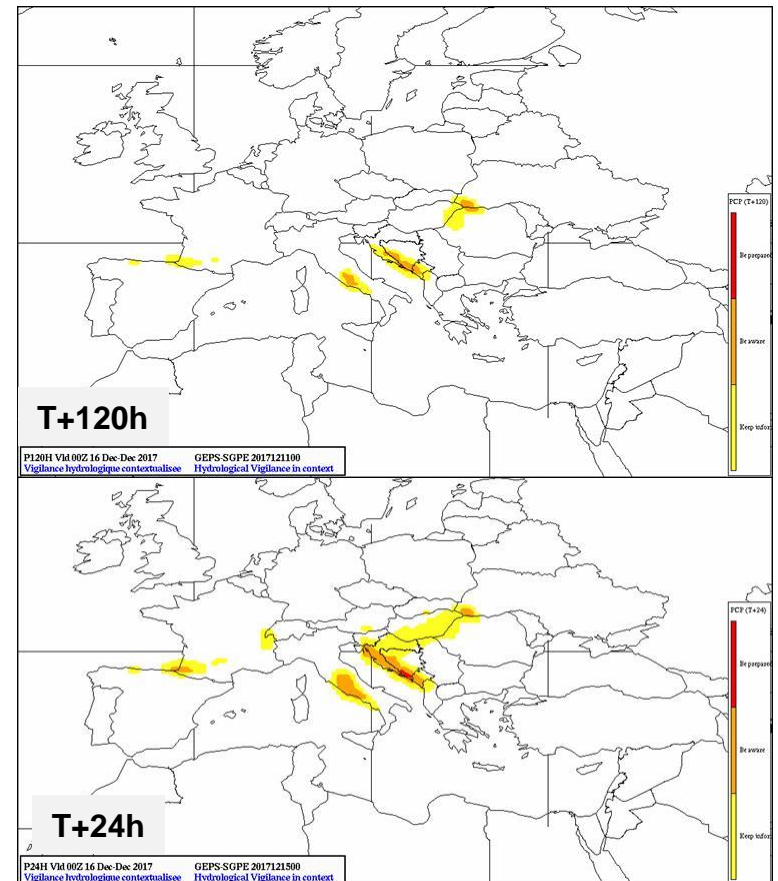 PCP (T+120)
Be prepared
Be aware
T+120h
P120H Vld 00Z 16 Dec-Dec 2017 GEPS-SGPE 2017121100
Vigilance hydrologique contextualisee Hydrological Vigilance in context
PCP (T+24)
Be prepared
Be aware
T+24h
P24H Vld 00Z 16 Dec-Dec 2017 GEPS-SGPE 2017121500
Vigilance hydrologique contextualisee Hydrological Vigilance in context